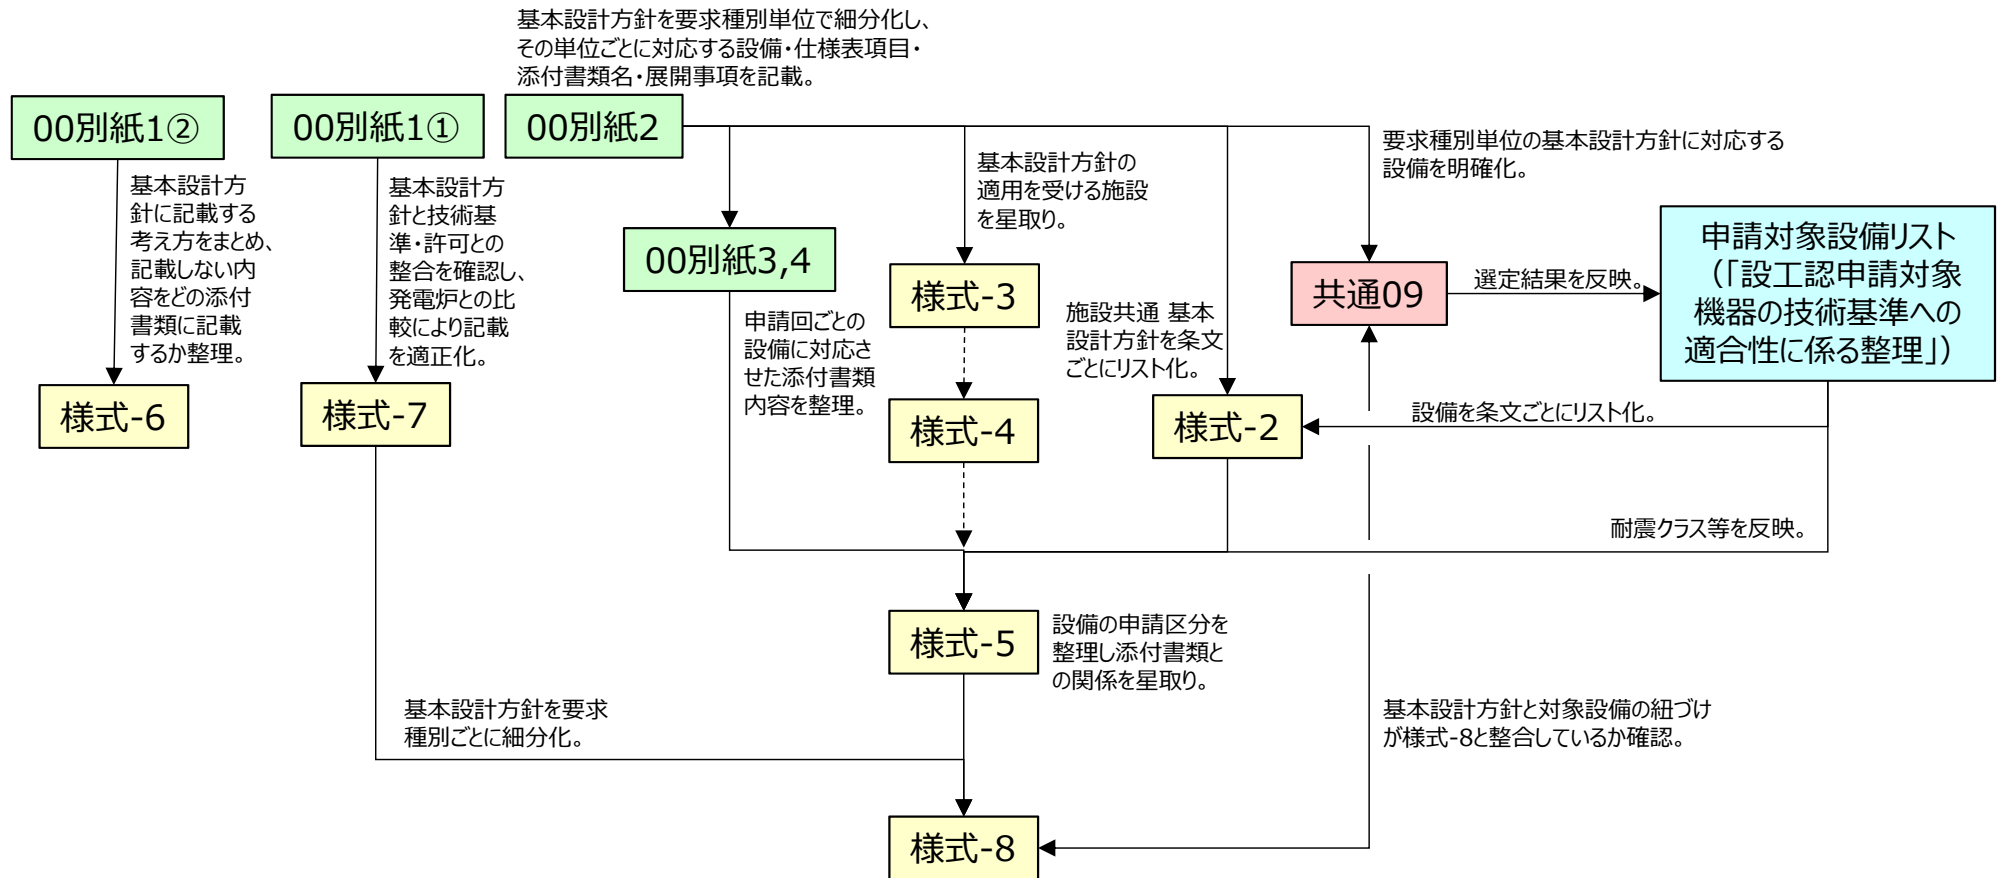 基本設計方針を要求種別単位で細分化し、
その単位ごとに対応する設備・仕様表項目・
添付書類名・展開事項を記載。
00別紙1②
00別紙1①
00別紙2
基本設計方
針に記載する
考え方をまとめ、
記載しない内
容をどの添付
書類に記載
するか整理。
基本設計方
針と技術基
準・許可との
整合を確認し、
発電炉との比
較により記載
を適正化。
基本設計方針の
適用を受ける施設
を星取り。
要求種別単位の基本設計方針に対応する
設備を明確化。
00別紙3,4
様式-3
共通09
選定結果を反映。
申請対象設備リスト
（「設工認申請対象
機器の技術基準への
適合性に係る整理」）
申請回ごとの
設備に対応さ
せた添付書類
内容を整理。
施設共通 基本
設計方針を条文
ごとにリスト化。
様式-6
様式-7
様式-4
様式-2
設備を条文ごとにリスト化。
耐震クラス等を反映。
様式-5
設備の申請区分を
整理し添付書類と
の関係を星取り。
基本設計方針を要求
種別ごとに細分化。
基本設計方針と対象設備の紐づけ
が様式-8と整合しているか確認。
様式-8